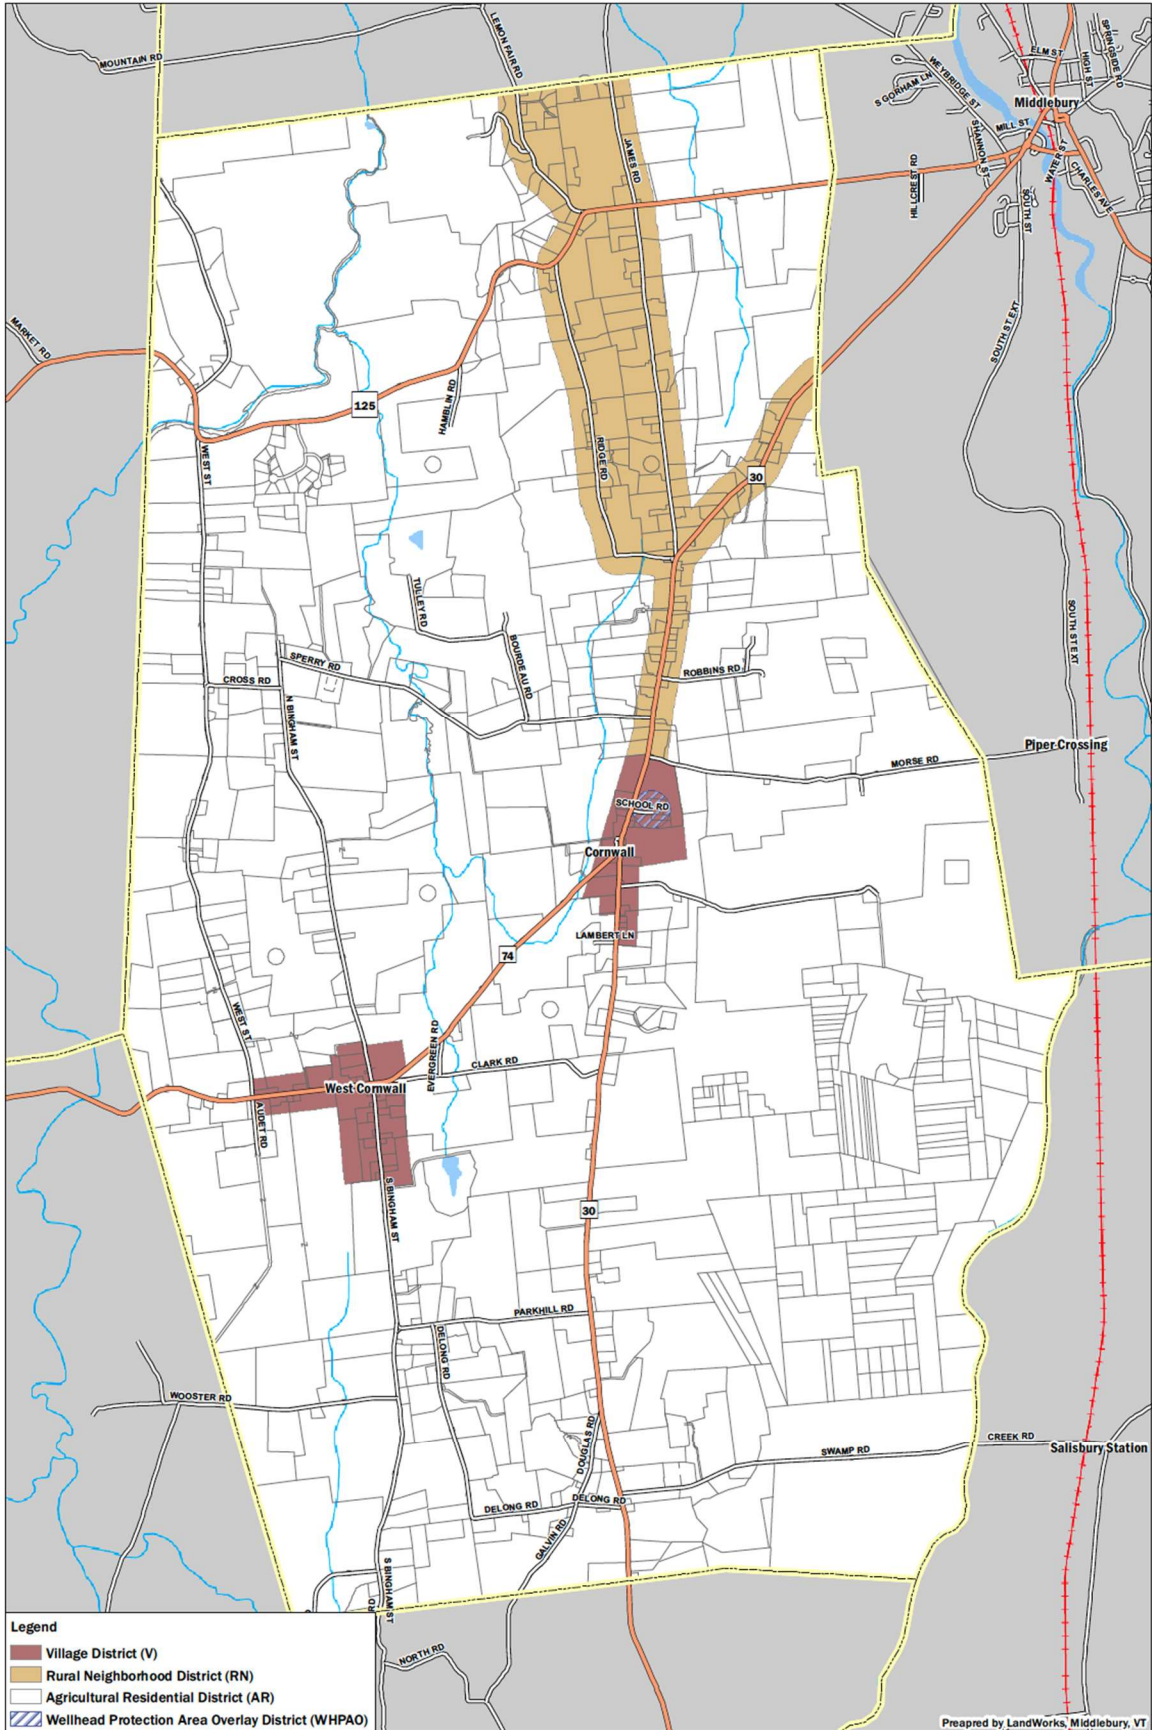 MOUNTAIN RD
LEMON FAIR RD
JAMES RD
S GORHAM LN
WEYBRIDGE ST
ELM ST
HIGH ST
SPRINGSIDE RD
Middlebury
MILL ST
SHANNON ST
WATER ST
CHARLES AVE
HILLCREST RD
SOUTH ST
MARKET RD
SOUTH ST EXT
HAMBLIN RD
125
WEST ST
RIDGE RD
30
TULLEY RD
BOURDEAU RD
SOUTH ST EXT
SPERRY RD
CROSS RD
N BINGHAM ST
ROBBINS RD
Piper Crossing
MORSE RD
SCHOOL RD
Cornwall
LAMBERT LN
74
WEST ST
EVERGREEN RD
CLARK RD
West Cornwall
AUDET RD
S BINGHAM ST
30
PARKHILL RD
DELONG RD
WOOSTER RD
DOUGLAS RD
SWAMP RD
CREEK RD
Salisbury Station
DELONG RD
DELONG RD
GALVIN RD
S BINGHAM ST
RD
NORTH RD
Legend
Village District (V)
Rural Neighborhood District (RN)
Agricultural Residential District (AR)
Wellhead Protection Area Overlay District (WHPAO)
Preapred by LandWorks, Middlebury, VT